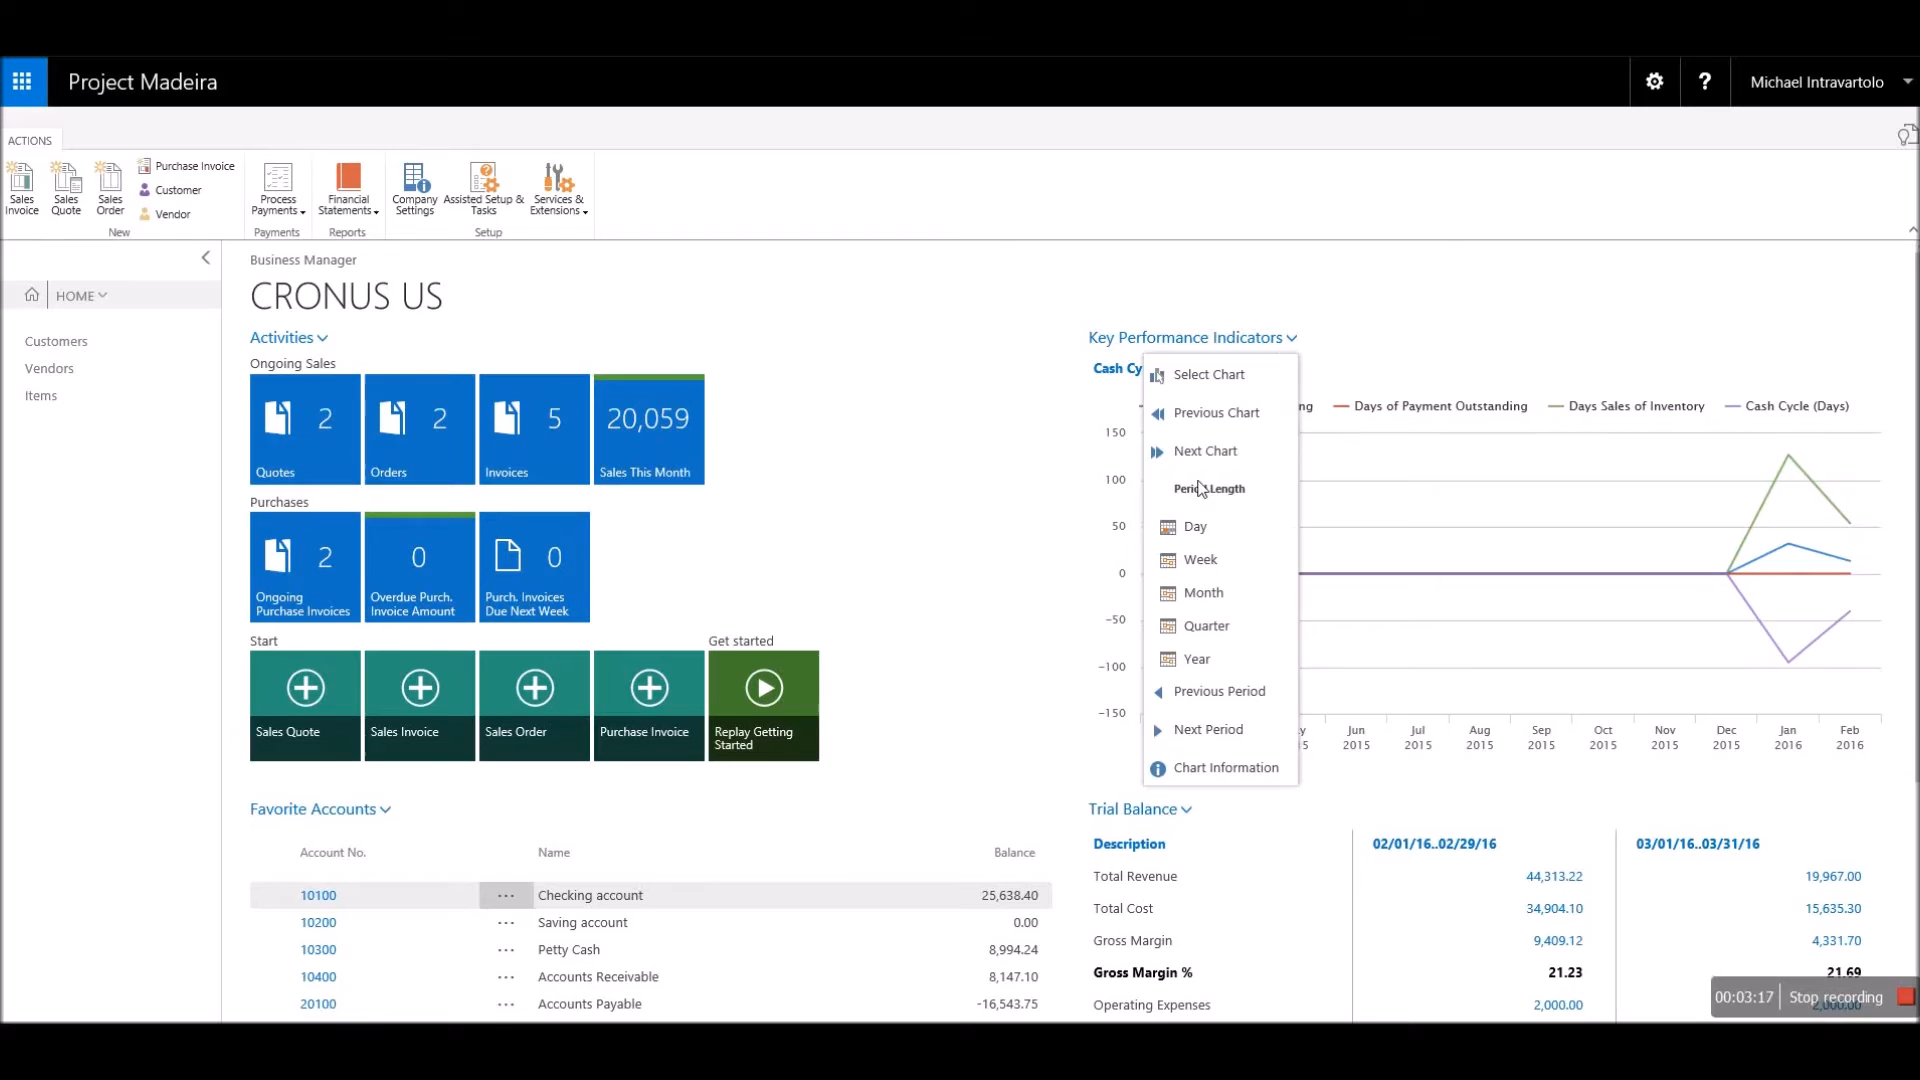 Project Madeira
Michael Intravartolo
ACTIONS
Sales Invoice
Sales Quote
Sales Order
Purchase Invoice
Customer
Vendor
New
Process Payments
Payments
Financial Statements
Reports
Company Settings
Assisted Setup & Tasks
Services & Extensions
Setup
HOME
Customers
Vendors
Items
Business Manager
CRONUS US
Activities
Ongoing Sales
2
Quotes
2
Orders
5
Invoices
20,059
Sales This Month
Purchases
2
Ongoing
Purchase Invoices
0
Overdue Purch.
Invoice Amount
0
Purch. Invoices
Due Next Week
Start
Get started
Sales Quote
Sales Invoice
Sales Order
Purchase Invoice
Replay Getting
Started
Favorite Accounts
Account No. Name Balance
10100 ... Checking account 25,638.40
10200 ... Saving account 0.00
10300 ... Petty Cash 8,994.24
10400 ... Accounts Receivable 8,147.10
20100 ... Accounts Payable -16,543.75
Key Performance Indicators
Cash Cy
Select Chart
Previous Chart
Next Chart
Period Length
Day
Week
Month
Quarter
Year
Previous Period
Next Period
Chart Information
ng Days of Payment Outstanding Days Sales of Inventory Cash Cycle (Days)
150
100
50
0
-50
-100
-150
y Jun Jul Aug Sep Oct Nov Dec Jan Feb
5 2015 2015 2015 2015 2015 2015 2015 2016 2016
Trial Balance
Description 02/01/16..02/29/16 03/01/16..03/31/16
Total Revenue 44,313.22 19,967.00
Total Cost 34,904.10 15,635.30
Gross Margin 9,409.12 4,331.70
Gross Margin % 21.23 21.69
Operating Expenses 2,000.00 2,000.00
00:03:17 Stop recording